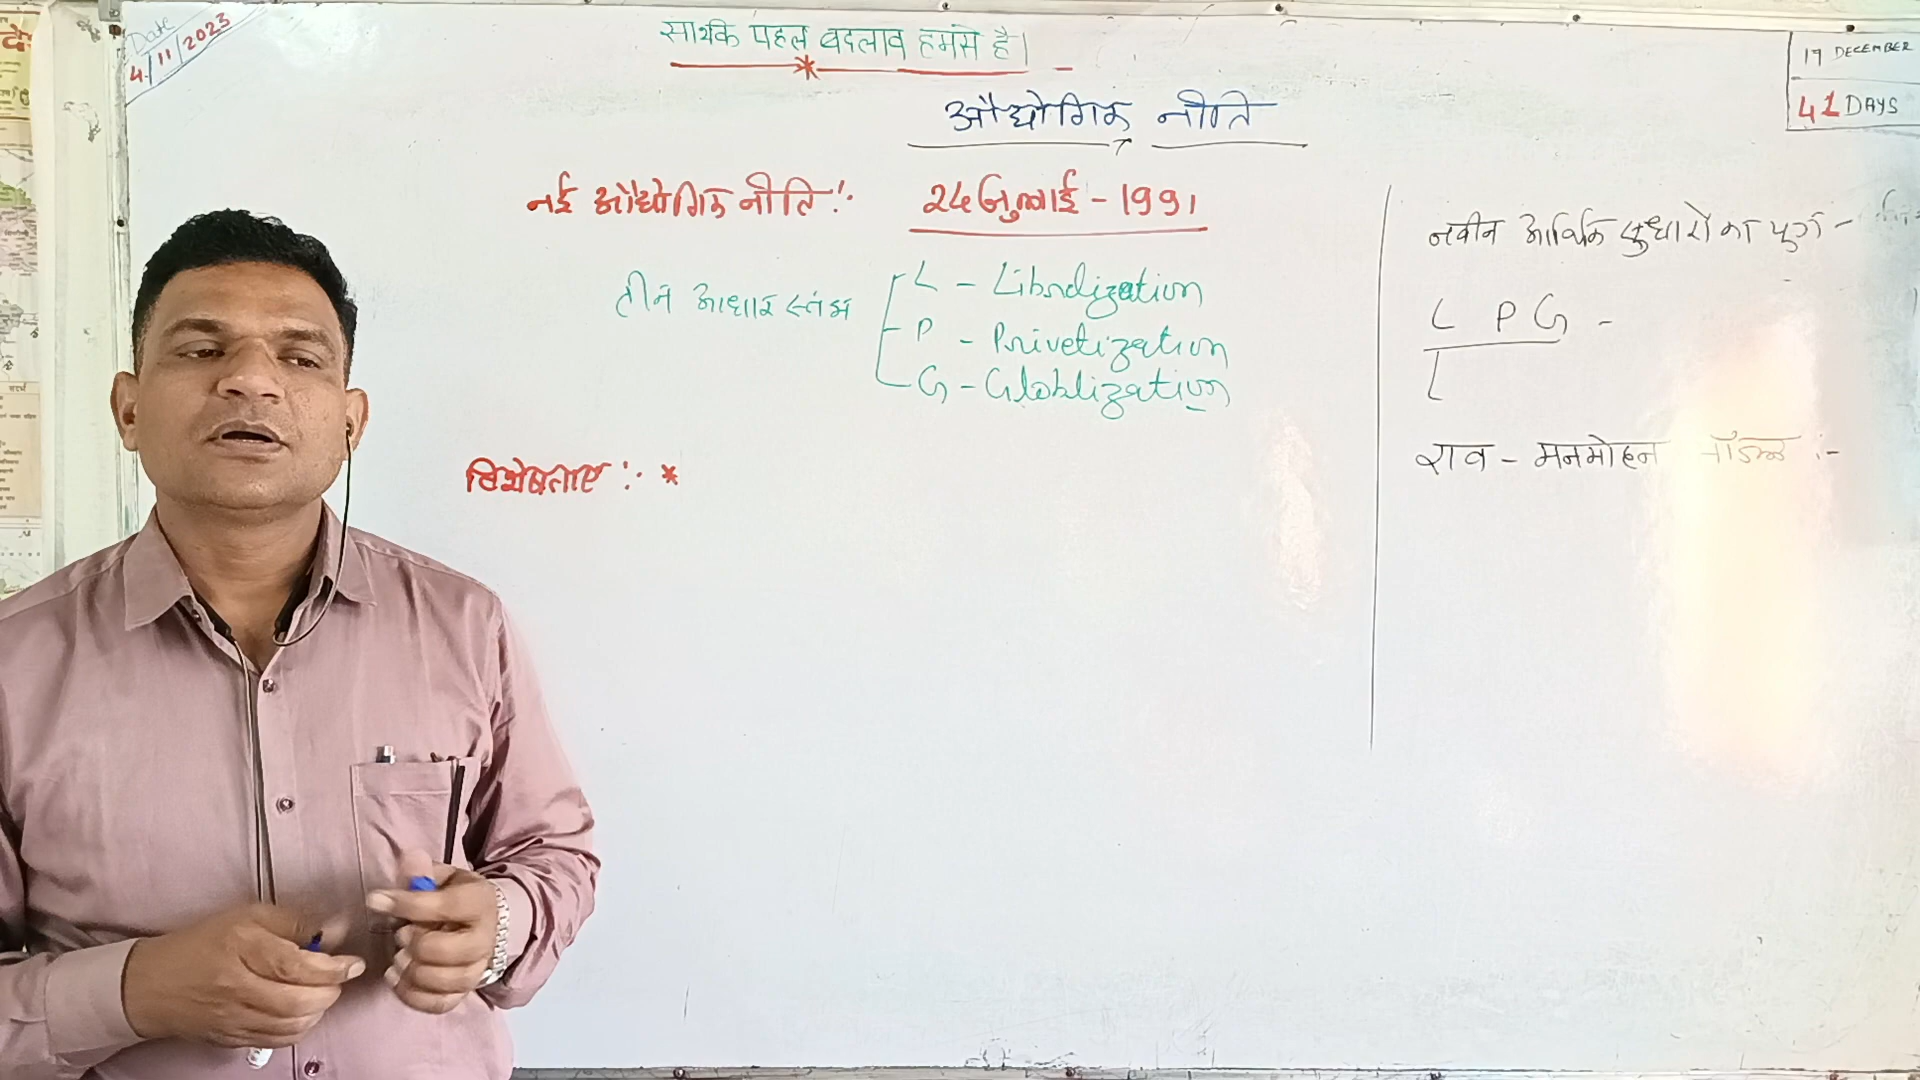 Date
4/11/2023
सार्थक पहल बदलाव हमसे है।
17 DECEMBER
41 DAYS
औद्योगिक नीति
नई औद्योगिक नीति :- 24 जुलाई - 1991
तीन आधार स्तंभ
L - Libralization
P - Privetization
G - Globlization
विशेषताएं :- *
नवीन आर्थिक सुधारों का युग -
L P G -
राव - मनमोहन मॉडल :-